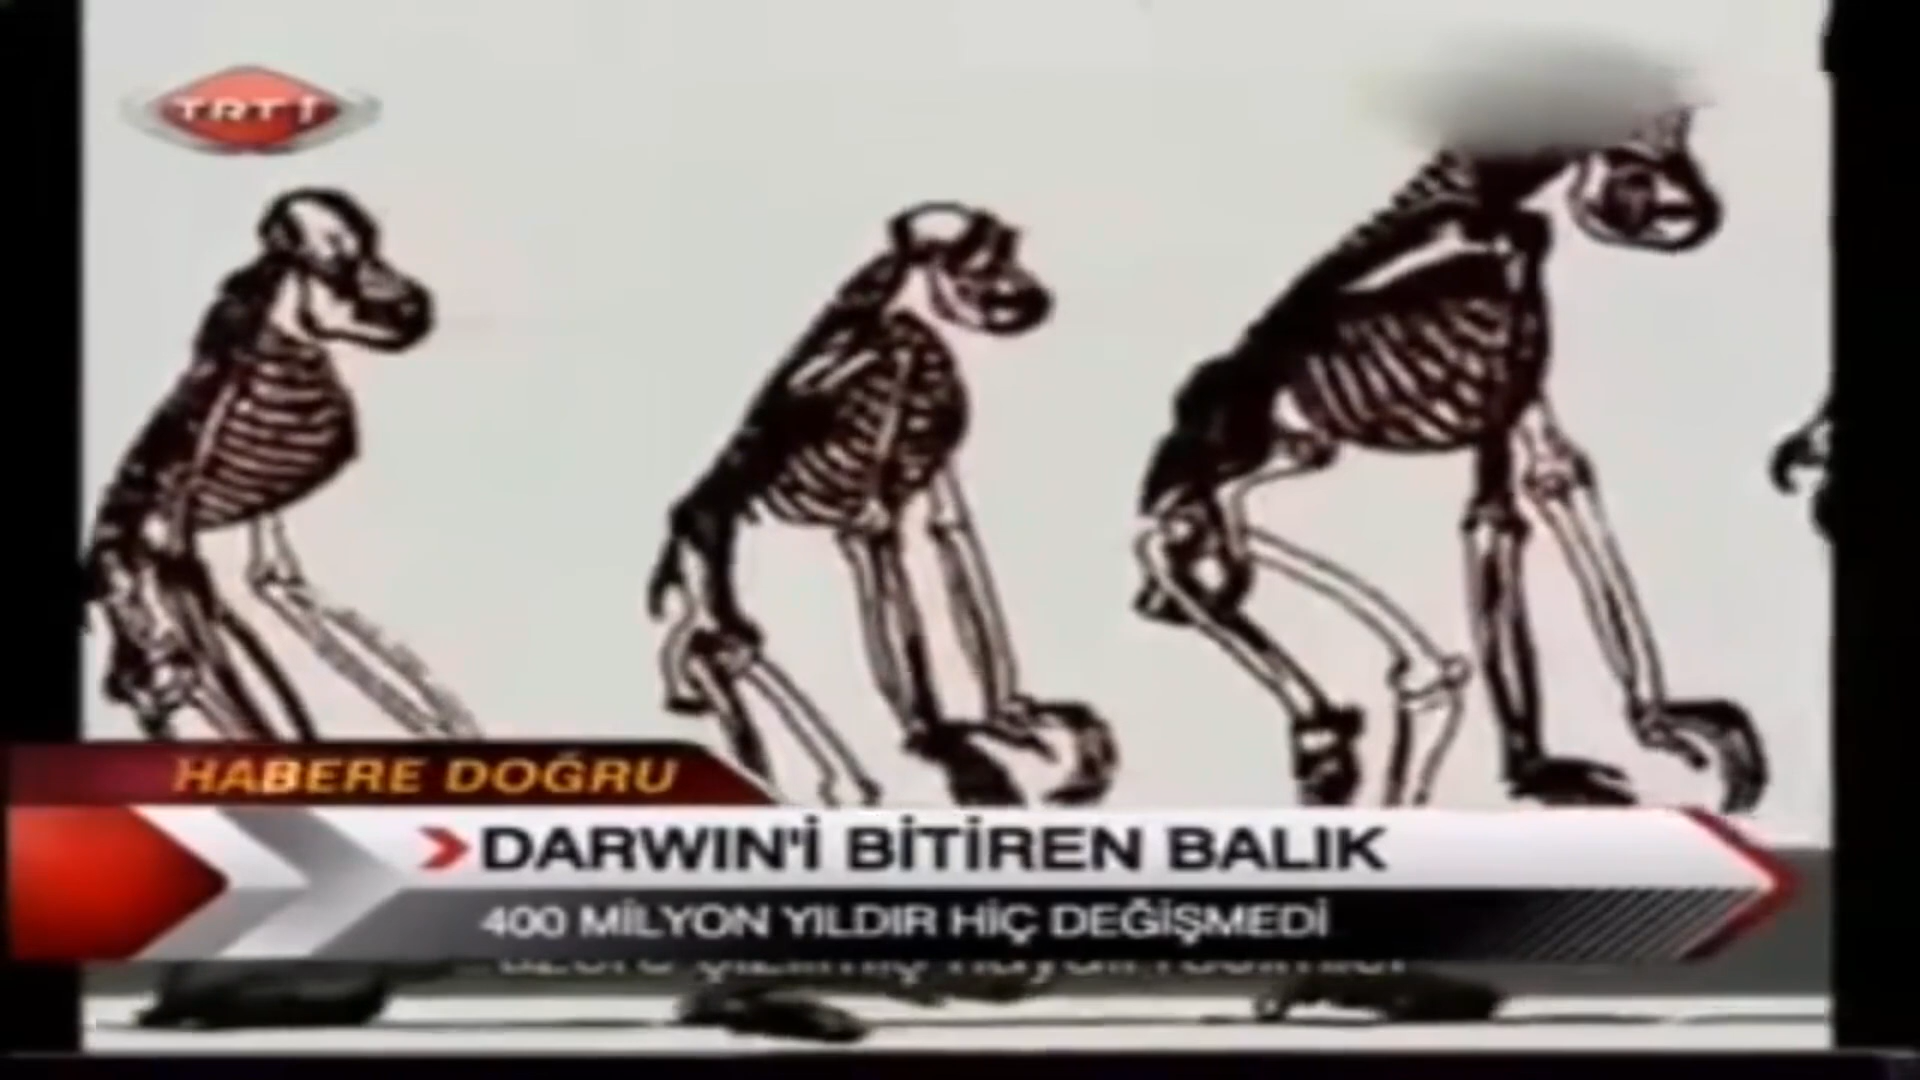 TRT 1
HABERE DOĞRU
DARWIN'İ BİTİREN BALIK
400 MİLYON YILDIR HİÇ DEĞİŞMEDİ